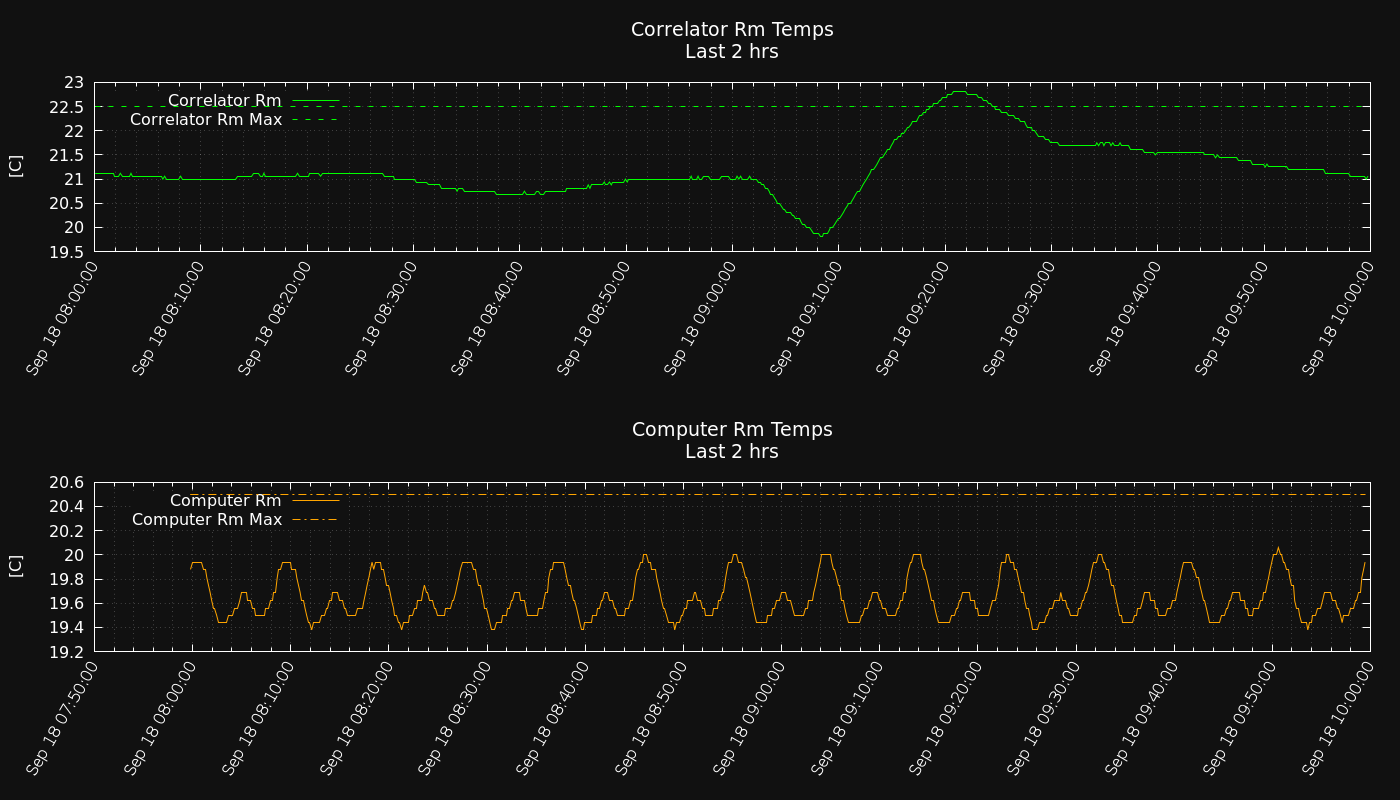 Correlator Rm Temps
Last 2 hrs
[C]
23
22.5
22
21.5
21
20.5
20
19.5
Correlator Rm
Correlator Rm Max
Sep 18 08:00:00
Sep 18 08:10:00
Sep 18 08:20:00
Sep 18 08:30:00
Sep 18 08:40:00
Sep 18 08:50:00
Sep 18 09:00:00
Sep 18 09:10:00
Sep 18 09:20:00
Sep 18 09:30:00
Sep 18 09:40:00
Sep 18 09:50:00
Sep 18 10:00:00
Computer Rm Temps
Last 2 hrs
[C]
20.6
20.4
20.2
20
19.8
19.6
19.4
19.2
Computer Rm
Computer Rm Max
Sep 18 07:50:00
Sep 18 08:00:00
Sep 18 08:10:00
Sep 18 08:20:00
Sep 18 08:30:00
Sep 18 08:40:00
Sep 18 08:50:00
Sep 18 09:00:00
Sep 18 09:10:00
Sep 18 09:20:00
Sep 18 09:30:00
Sep 18 09:40:00
Sep 18 09:50:00
Sep 18 10:00:00